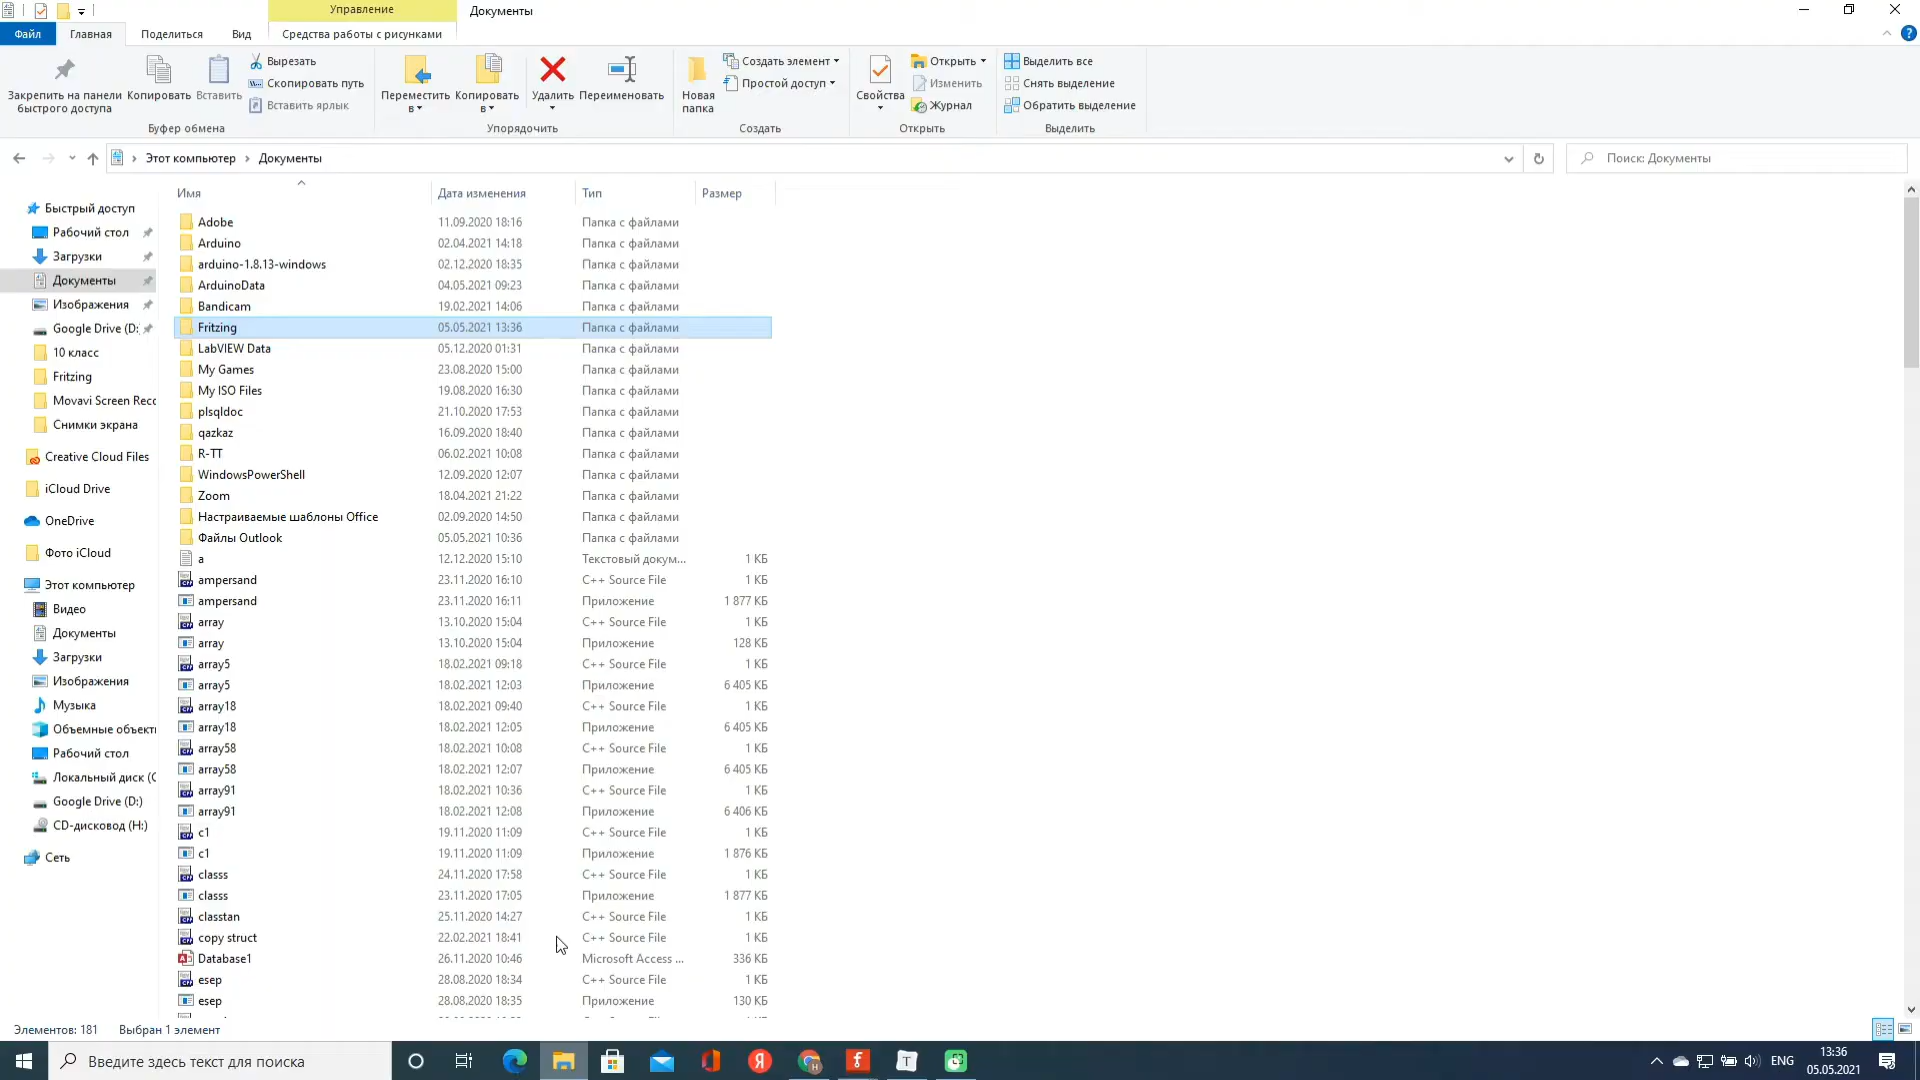 Управление
Документы
Файл
Главная
Поделиться
Вид
Средства работы с рисунками
?
Закрепить на панели
быстрого доступа
Копировать
Вставить
Вырезать
Скопировать путь
Вставить ярлык
Переместить
в
Копировать
в
Удалить
Переименовать
Новая
папка
Создать элемент
Простой доступ
Свойства
Открыть
Изменить
Журнал
Выделить все
Снять выделение
Обратить выделение
Буфер обмена
Упорядочить
Создать
Открыть
Выделить
Этот компьютер
Документы
Поиск: Документы
Быстрый доступ
Рабочий стол
Загрузки
Документы
Изображения
Google Drive (D:
10 класс
Fritzing
Movavi Screen Reco
Снимки экрана
Creative Cloud Files
iCloud Drive
OneDrive
Фото iCloud
Этот компьютер
Видео
Документы
Загрузки
Изображения
Музыка
Объемные объект
Рабочий стол
Локальный диск (C
Google Drive (D:)
CD-дисковод (H:)
Сеть
Имя Дата изменения Тип Размер
Adobe 11.09.2020 18:16 Папка с файлами
Arduino 02.04.2021 14:18 Папка с файлами
arduino-1.8.13-windows 02.12.2020 18:35 Папка с файлами
ArduinoData 04.05.2021 09:23 Папка с файлами
Bandicam 19.02.2021 14:06 Папка с файлами
Fritzing 05.05.2021 13:36 Папка с файлами
LabVIEW Data 05.12.2020 01:31 Папка с файлами
My Games 23.08.2020 15:00 Папка с файлами
My ISO Files 19.08.2020 16:30 Папка с файлами
plsqldoc 21.10.2020 17:53 Папка с файлами
qazkaz 16.09.2020 18:40 Папка с файлами
R-TT 06.02.2021 10:08 Папка с файлами
WindowsPowerShell 12.09.2020 12:07 Папка с файлами
Zoom 18.04.2021 21:22 Папка с файлами
Настраиваемые шаблоны Office 02.09.2020 14:50 Папка с файлами
Файлы Outlook 05.05.2021 10:36 Папка с файлами
a 12.12.2020 15:10 Текстовый докум... 1 КБ
ampersand 23.11.2020 16:10 C++ Source File 1 КБ
ampersand 23.11.2020 16:11 Приложение 1 877 КБ
array 13.10.2020 15:04 C++ Source File 1 КБ
array 13.10.2020 15:04 Приложение 128 КБ
array5 18.02.2021 09:18 C++ Source File 1 КБ
array5 18.02.2021 12:03 Приложение 6 405 КБ
array18 18.02.2021 09:40 C++ Source File 1 КБ
array18 18.02.2021 12:05 Приложение 6 405 КБ
array58 18.02.2021 10:08 C++ Source File 1 КБ
array58 18.02.2021 12:07 Приложение 6 405 КБ
array91 18.02.2021 10:36 C++ Source File 1 КБ
array91 18.02.2021 12:08 Приложение 6 406 КБ
c1 19.11.2020 11:09 C++ Source File 1 КБ
c1 19.11.2020 11:09 Приложение 1 876 КБ
classs 24.11.2020 17:58 C++ Source File 1 КБ
classs 23.11.2020 17:05 Приложение 1 877 КБ
classtan 25.11.2020 14:27 C++ Source File 1 КБ
copy struct 22.02.2021 18:41 C++ Source File 1 КБ
Database1 26.11.2020 10:46 Microsoft Access ... 336 КБ
esep 28.08.2020 18:34 C++ Source File 1 КБ
esep 28.08.2020 18:35 Приложение 130 КБ
Элементов: 181 Выбран 1 элемент
Введите здесь текст для поиска
ENG
13:36
05.05.2021